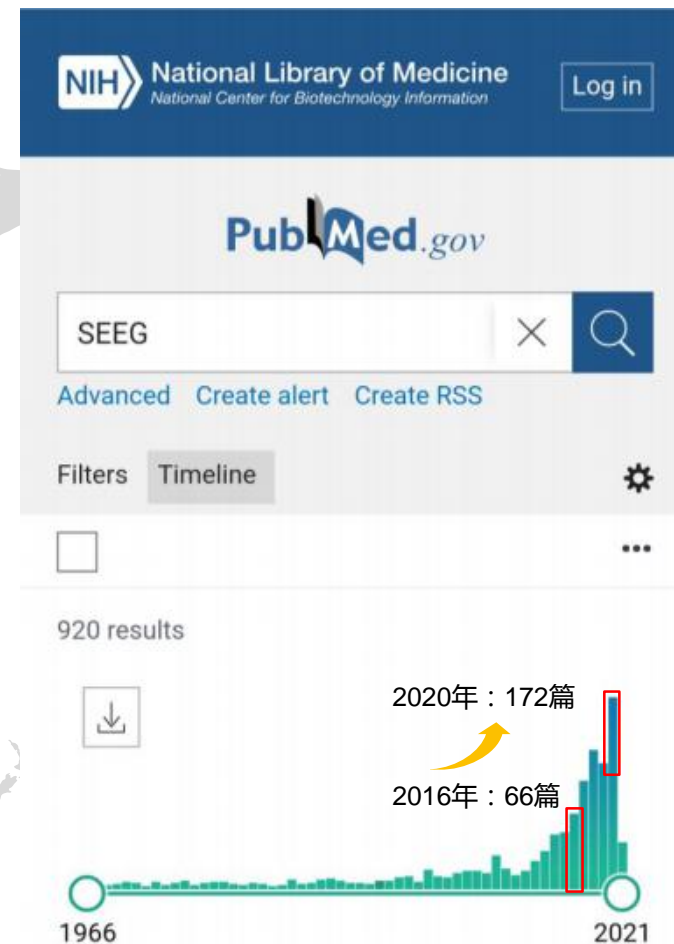 NIH National Library of Medicine
National Center for Biotechnology Information
Log in
PubMed.gov
SEEG
Advanced Create alert Create RSS
Filters Timeline
920 results
2020年：172篇
2016年：66篇
1966 2021